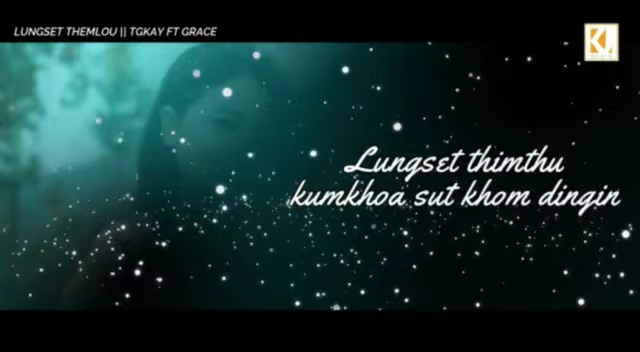 LUNGSET THEMLOU || TGKAY FT GRACE
Lungset thimthu
kumkhoa sut khom dingin